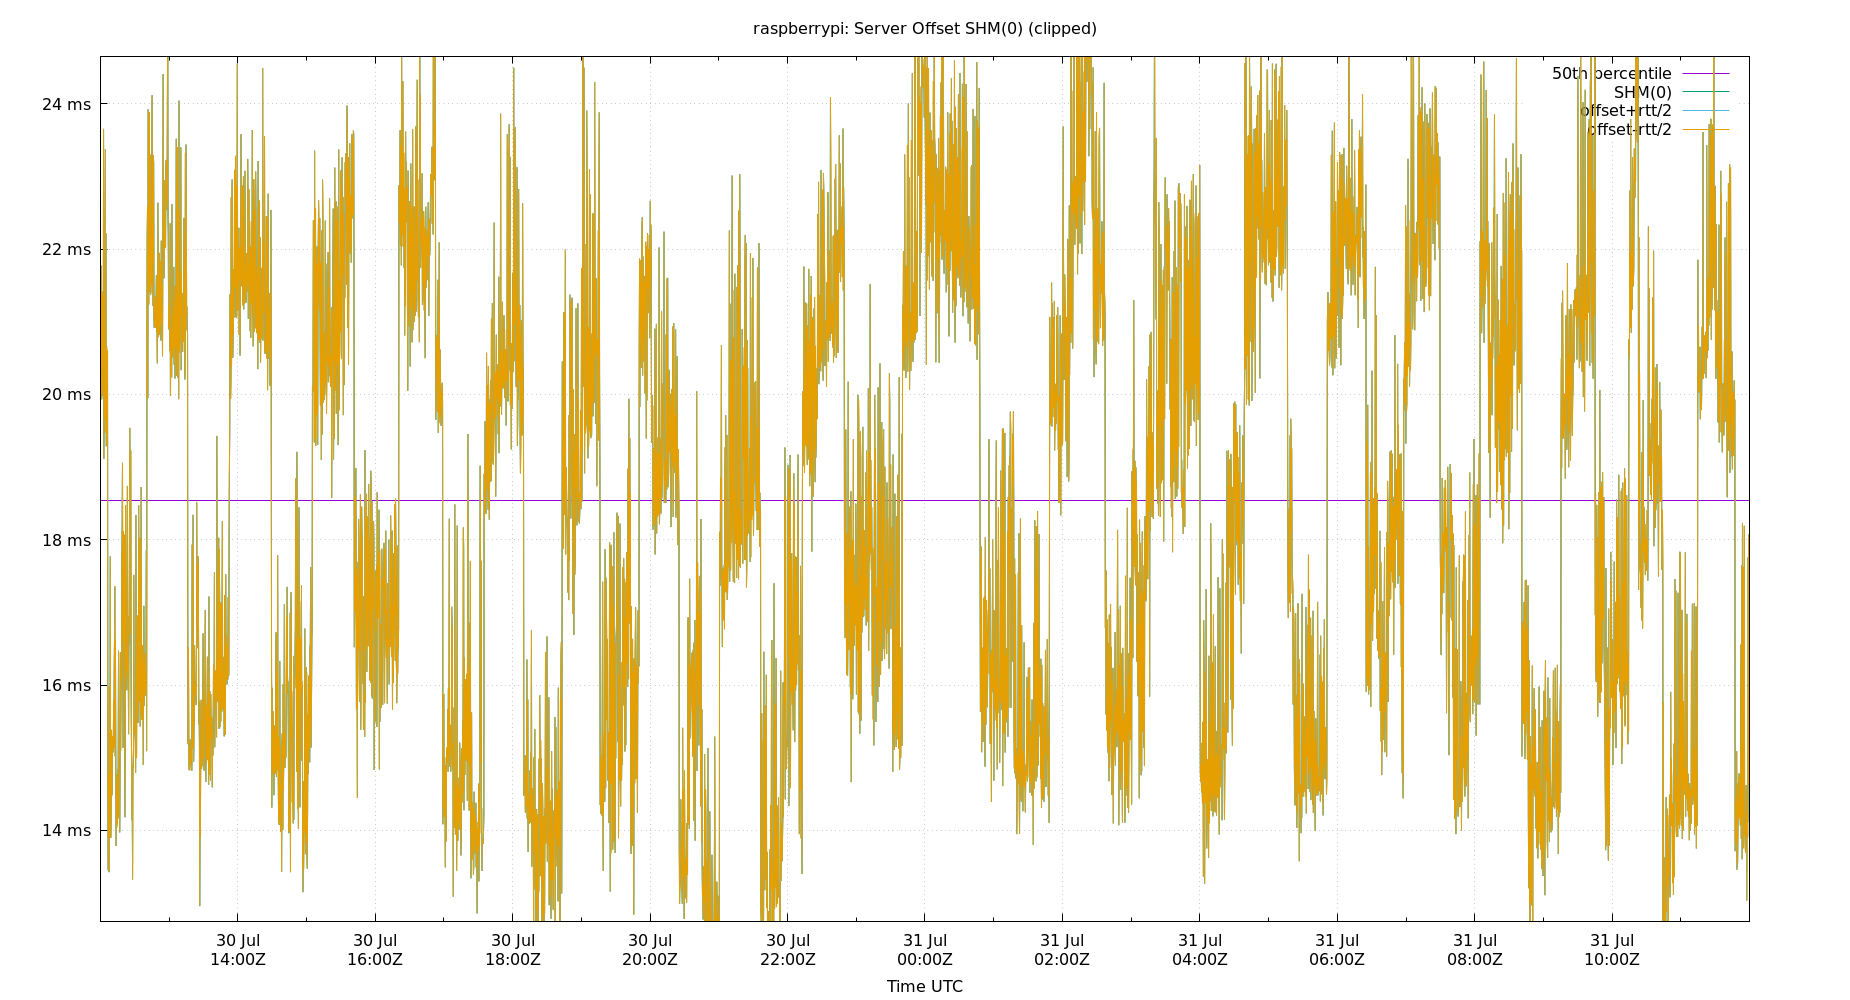 raspberrypi: Server Offset SHM(0) (clipped)
50th percentile
SHM(0)
offset+rtt/2
offset-rtt/2
24 ms
22 ms
20 ms
18 ms
16 ms
14 ms
30 Jul 30 Jul 30 Jul 30 Jul 30 Jul 31 Jul 31 Jul 31 Jul 31 Jul 31 Jul 31 Jul
14:00Z 16:00Z 18:00Z 20:00Z 22:00Z 00:00Z 02:00Z 04:00Z 06:00Z 08:00Z 10:00Z
Time UTC